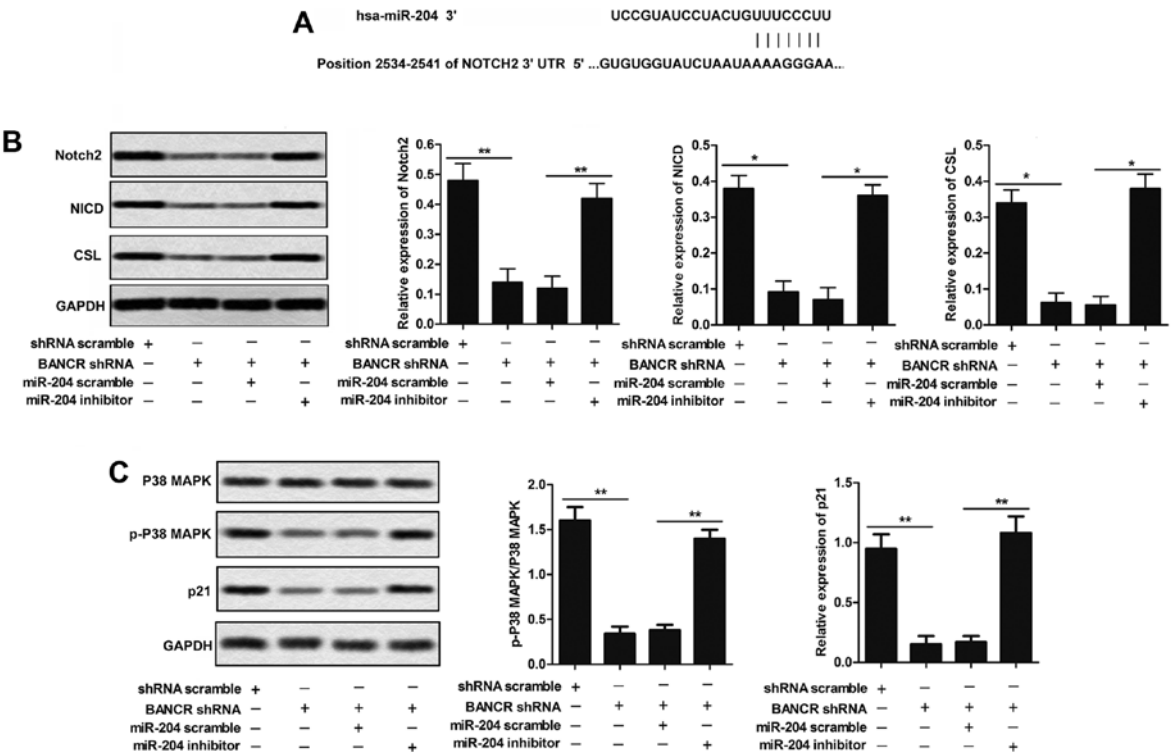 A
hsa-miR-204 3' UCCGUAUCCUACUGUUUCCCUU
Position 2534-2541 of NOTCH2 3' UTR 5' ...GUGUGGUAUCUAAUAAAAGGGAA...
B
Notch2
NICD
CSL
GAPDH
shRNA scramble + − − −
BANCR shRNA − + + +
miR-204 scramble − − + −
miR-204 inhibitor − − − +
Relative expression of Notch2
0.6
0.5
0.4
0.3
0.2
0.1
0.0
** **
shRNA scramble + − − −
BANCR shRNA − + + +
miR-204 scramble − − + −
miR-204 inhibitor − − − +
Relative expression of NICD
0.5
0.4
0.3
0.2
0.1
0.0
* *
shRNA scramble + − − −
BANCR shRNA − + + +
miR-204 scramble − − + −
miR-204 inhibitor − − − +
Relative expression of CSL
0.5
0.4
0.3
0.2
0.1
0.0
* *
shRNA scramble + − − −
BANCR shRNA − + + +
miR-204 scramble − − + −
miR-204 inhibitor − − − +
C
P38 MAPK
p-P38 MAPK
p21
GAPDH
shRNA scramble + − − −
BANCR shRNA − + + +
miR-204 scramble − − + −
miR-204 inhibitor − − − +
p-P38 MAPK/P38 MAPK
2.0
1.5
1.0
0.5
0.0
** **
shRNA scramble + − − −
BANCR shRNA − + + +
miR-204 scramble − − + −
miR-204 inhibitor − − − +
Relative expression of p21
1.5
1.0
0.5
0.0
** **
shRNA scramble + − − −
BANCR shRNA − + + +
miR-204 scramble − − + −
miR-204 inhibitor − − − +